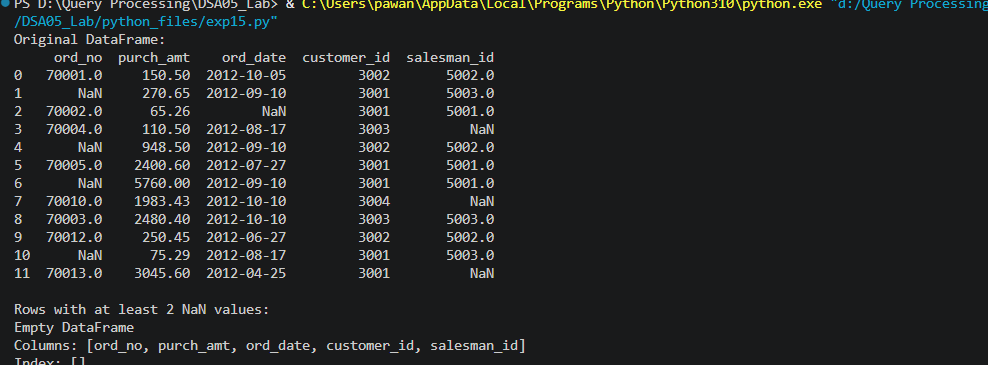 PS D:\Query Processing\DSA05_Lab> & C:\Users\pawan\AppData\Local\Programs\Python\Python310\python.exe "d:/Query Processing
/DSA05_Lab/python_files/exp15.py"
Original DataFrame:
     ord_no  purch_amt    ord_date  customer_id  salesman_id
0   70001.0     150.50  2012-10-05         3002       5002.0
1       NaN     270.65  2012-09-10         3001       5003.0
2   70002.0      65.26         NaN         3001       5001.0
3   70004.0     110.50  2012-08-17         3003          NaN
4       NaN     948.50  2012-09-10         3002       5002.0
5   70005.0    2400.60  2012-07-27         3001       5001.0
6       NaN    5760.00  2012-09-10         3001       5001.0
7   70010.0    1983.43  2012-10-10         3004          NaN
8   70003.0    2480.40  2012-10-10         3003       5003.0
9   70012.0     250.45  2012-06-27         3002       5002.0
10      NaN      75.29  2012-08-17         3001       5003.0
11  70013.0    3045.60  2012-04-25         3001          NaN
Rows with at least 2 NaN values:
Empty DataFrame
Columns: [ord_no, purch_amt, ord_date, customer_id, salesman_id]
Index: []